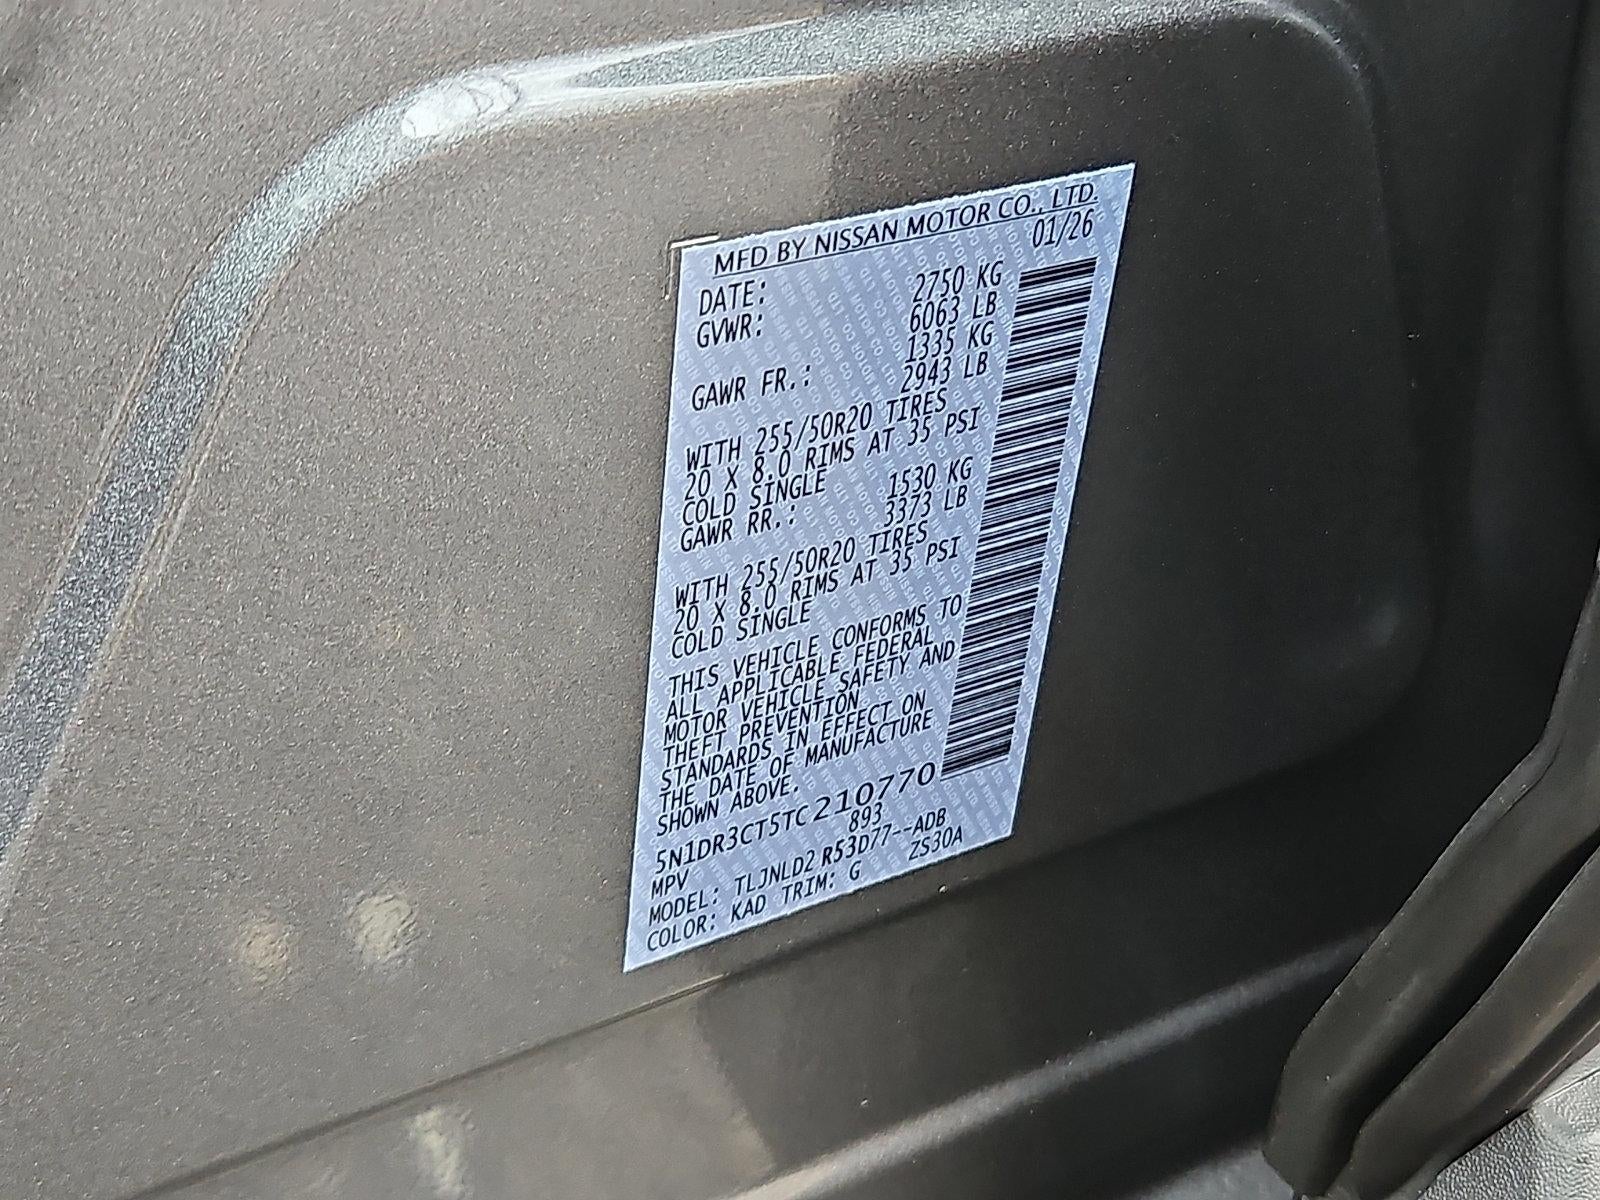 MFD BY NISSAN MOTOR CO., LTD.
DATE: 01/26
GVWR: 2750 KG
6063 LB
GAWR FR.: 1335 KG
2943 LB
WITH 255/50R20 TIRES
20 X 8.0 RIMS AT 35 PSI
COLD SINGLE
GAWR RR.: 1530 KG
3373 LB
WITH 255/50R20 TIRES
20 X 8.0 RIMS AT 35 PSI
COLD SINGLE
THIS VEHICLE CONFORMS TO
ALL APPLICABLE FEDERAL
MOTOR VEHICLE SAFETY AND
THEFT PREVENTION
STANDARDS IN EFFECT ON
THE DATE OF MANUFACTURE
SHOWN ABOVE.
5N1DR3CT5TC210770
MPV 893
MODEL: TLJNLD2 R53D77--ADB
COLOR: KAD TRIM: G ZS30A